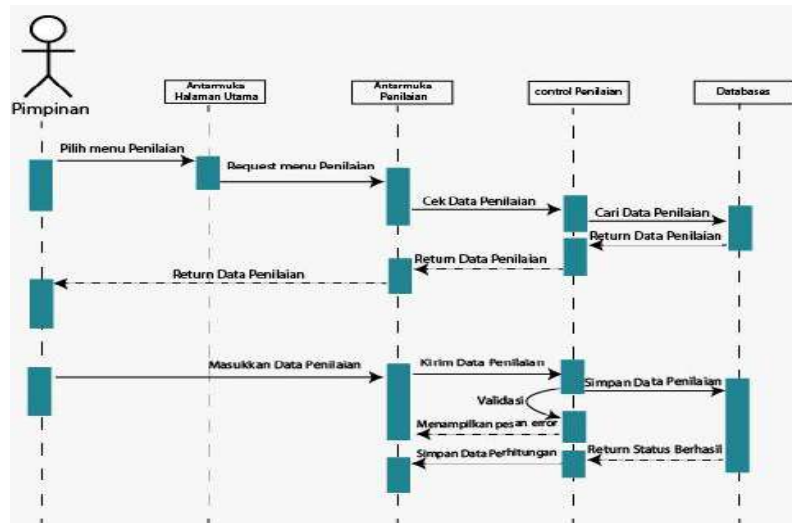 Pimpinan
Antarmuka
Halaman Utama
Antarmuka
Penilaian
control Penilaian
Databases
Pilih menu Penilaian
Request menu Penilaian
Cek Data Penilaian
Cari Data Penilaian
Return Data Penilaian
Return Data Penilaian
Return Data Penilaian
Masukkan Data Penilaian
Kirim Data Penilaian
Simpan Data Penilaian
Validasi
Menampilkan pesan error
Simpan Data Perhitungan
Return Status Berhasil